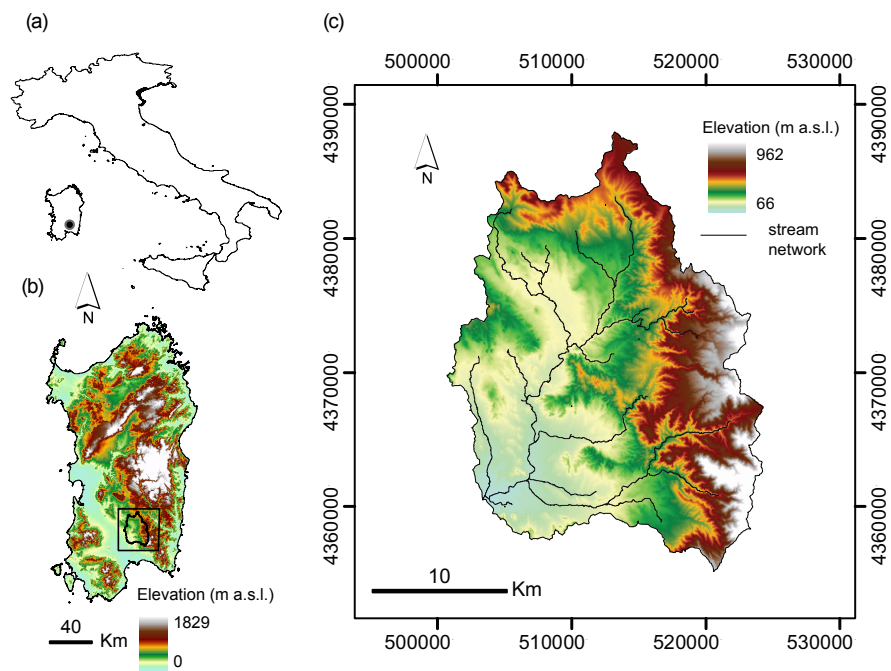 (a)
N
(b)
N
Elevation (m a.s.l.)
1829
0
40
Km
(c)
500000
510000
520000
530000
4390000
4380000
4370000
4360000
4390000
4380000
4370000
4360000
N
Elevation (m a.s.l.)
962
66
stream
network
10
Km
500000
510000
520000
530000